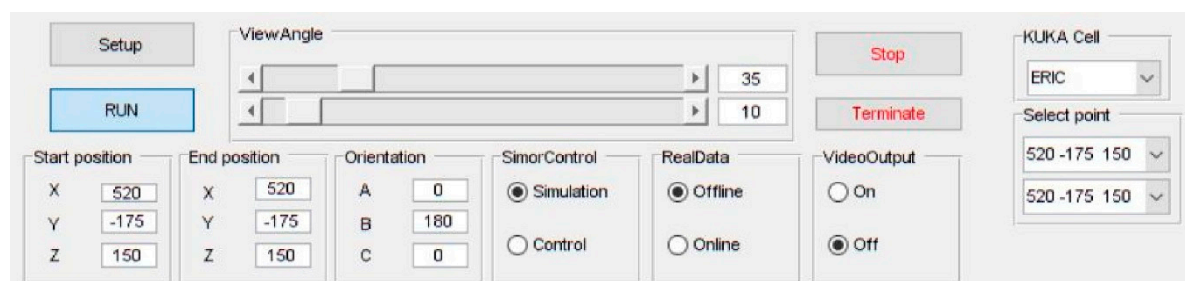 Setup
RUN
ViewAngle
35
10
Stop
Terminate
KUKA Cell
ERIC
Select point
520 -175 150
520 -175 150
Start position
X 520
Y -175
Z 150
End position
X 520
Y -175
Z 150
Orientation
A 0
B 180
C 0
SimorControl
Simulation
Control
RealData
Offline
Online
VideoOutput
On
Off